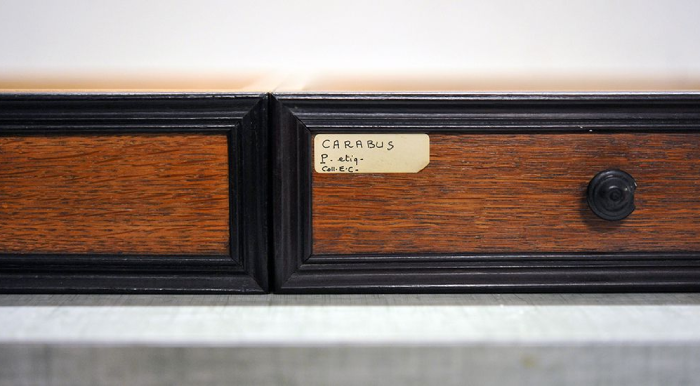 CARABUS
P. etiq-
Coll. E.C-